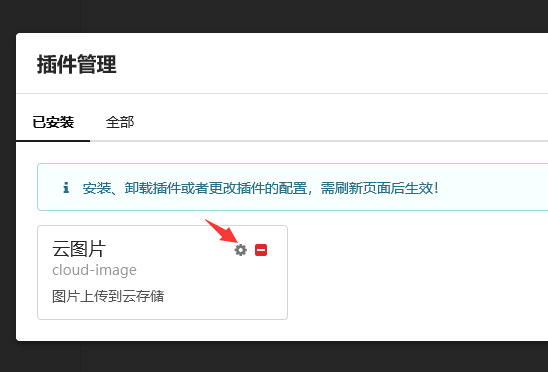 插件管理
已安装 全部
安装、卸载插件或者更改插件的配置，需刷新页面后生效！
云图片
cloud-image
图片上传到云存储